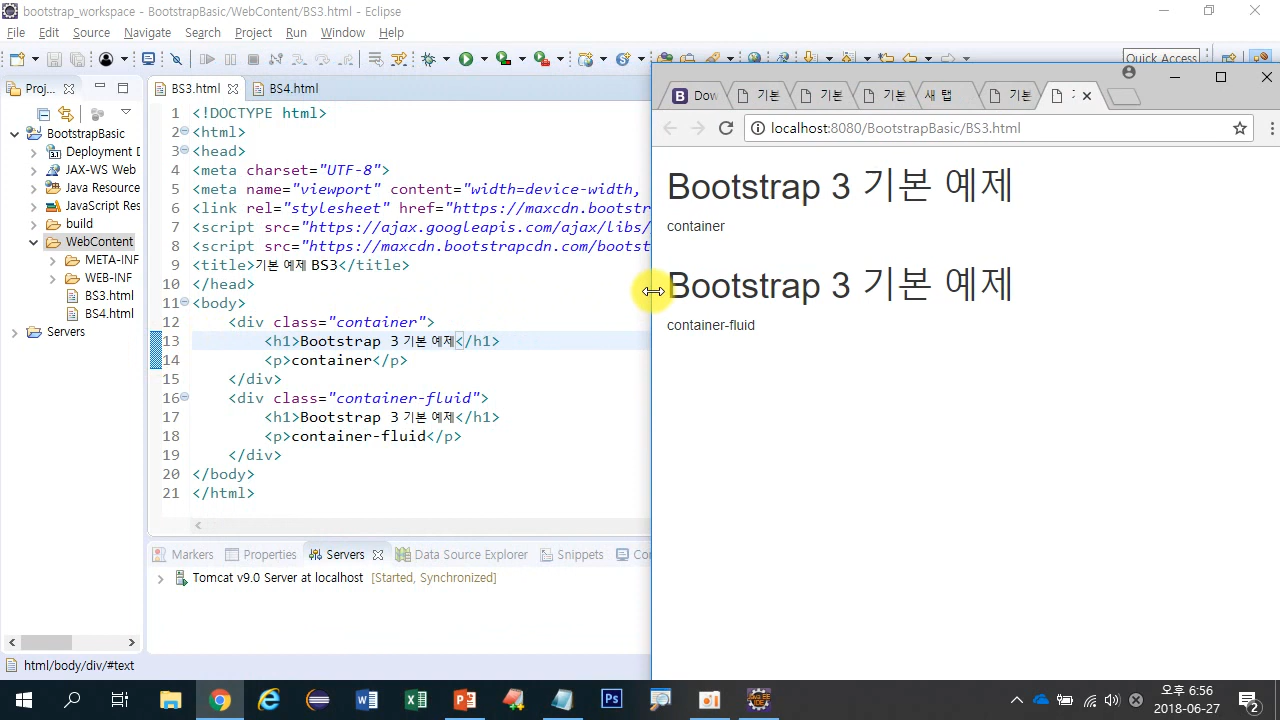 bootstrap_workspace - BootstrapBasic/WebContent/BS3.html - Eclipse
File Edit Source Navigate Search Project Run Window Help
Quick Access
Proj...
BootstrapBasic
Deployment D
JAX-WS Web
Java Resource
JavaScript Res
build
WebContent
META-INF
WEB-INF
BS3.html
BS4.html
Servers
BS3.html BS4.html
1 <!DOCTYPE html>
2 <html>
3 <head>
4 <meta charset="UTF-8">
5 <meta name="viewport" content="width=device-width,
6 <link rel="stylesheet" href="https://maxcdn.bootstr
7 <script src="https://ajax.googleapis.com/ajax/libs/
8 <script src="https://maxcdn.bootstrapcdn.com/bootst
9 <title>기본 예제 BS3</title>
10 </head>
11 <body>
12 <div class="container">
13 <h1>Bootstrap 3 기본 예제</h1>
14 <p>container</p>
15 </div>
16 <div class="container-fluid">
17 <h1>Bootstrap 3 기본 예제</h1>
18 <p>container-fluid</p>
19 </div>
20 </body>
21 </html>
Markers Properties Servers Data Source Explorer Snippets Co
Tomcat v9.0 Server at localhost [Started, Synchronized]
html/body/div/#text
Dow 기본 기본 기본 새 탭 기본
localhost:8080/BootstrapBasic/BS3.html
Bootstrap 3 기본 예제
container
Bootstrap 3 기본 예제
container-fluid
오후 6:56
2018-06-27
2